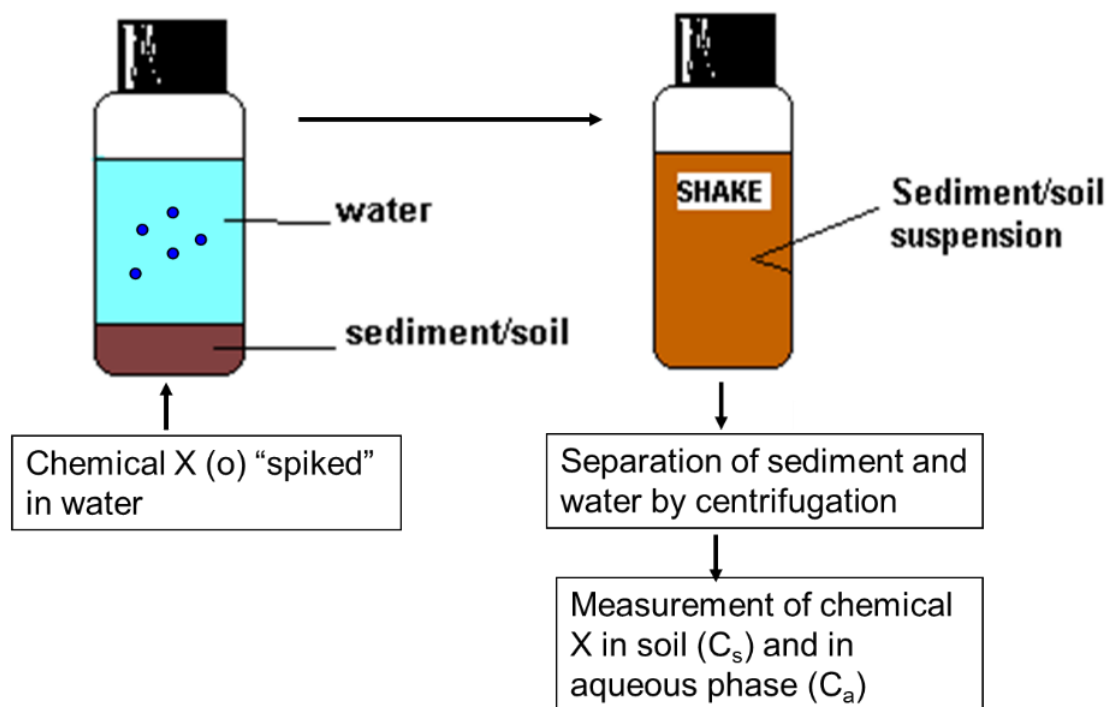 water
sediment/soil
Chemical X (o) “spiked”
in water
SHAKE
Sediment/soil
suspension
Separation of sediment and
water by centrifugation
Measurement of chemical
X in soil (Cₛ) and in
aqueous phase (Cₐ)